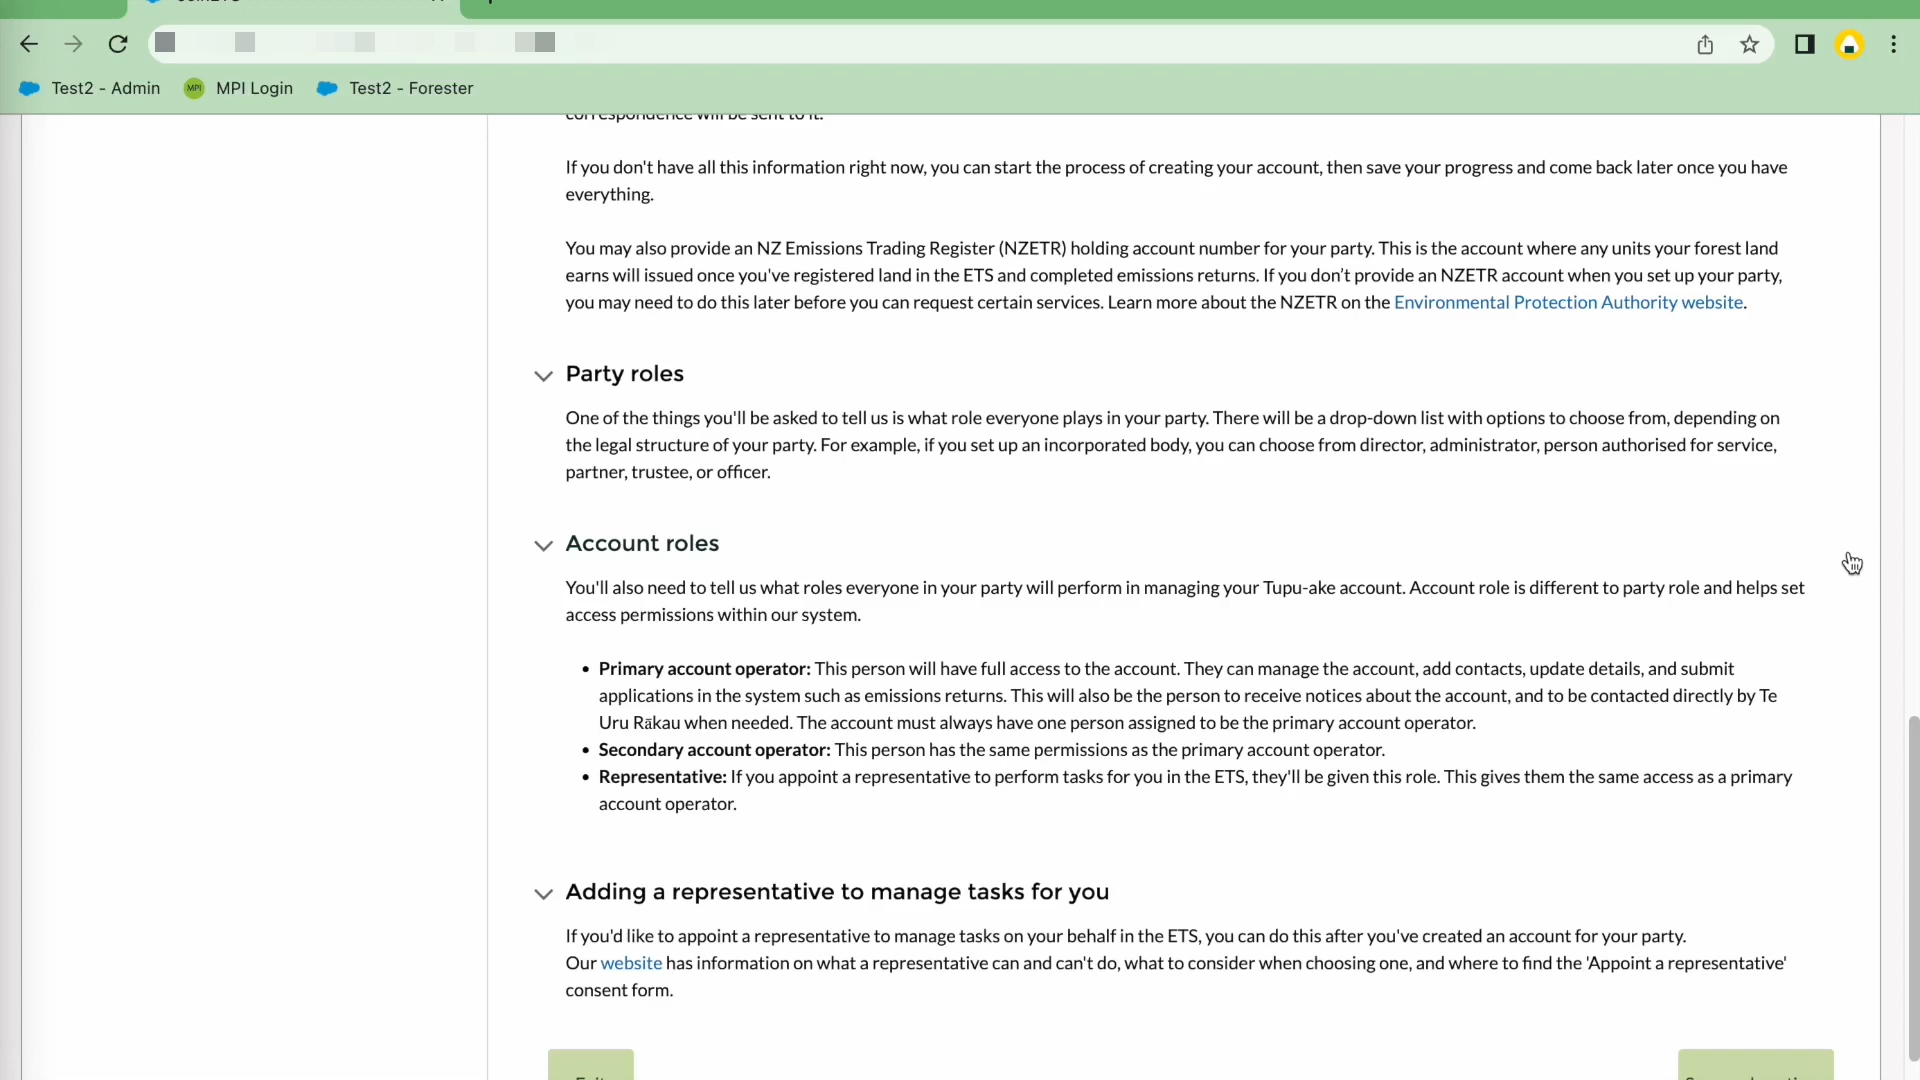 Test2 - Admin
MPI
MPI Login
Test2 - Forester
correspondence will be sent to it.
If you don't have all this information right now, you can start the process of creating your account, then save your progress and come back later once you have
everything.
You may also provide an NZ Emissions Trading Register (NZETR) holding account number for your party. This is the account where any units your forest land
earns will issued once you've registered land in the ETS and completed emissions returns. If you don’t provide an NZETR account when you set up your party,
you may need to do this later before you can request certain services. Learn more about the NZETR on the Environmental Protection Authority website.
Party roles
One of the things you'll be asked to tell us is what role everyone plays in your party. There will be a drop-down list with options to choose from, depending on
the legal structure of your party. For example, if you set up an incorporated body, you can choose from director, administrator, person authorised for service,
partner, trustee, or officer.
Account roles
You'll also need to tell us what roles everyone in your party will perform in managing your Tupu-ake account. Account role is different to party role and helps set
access permissions within our system.
• Primary account operator: This person will have full access to the account. They can manage the account, add contacts, update details, and submit
applications in the system such as emissions returns. This will also be the person to receive notices about the account, and to be contacted directly by Te
Uru Rākau when needed. The account must always have one person assigned to be the primary account operator.
• Secondary account operator: This person has the same permissions as the primary account operator.
• Representative: If you appoint a representative to perform tasks for you in the ETS, they'll be given this role. This gives them the same access as a primary
account operator.
Adding a representative to manage tasks for you
If you'd like to appoint a representative to manage tasks on your behalf in the ETS, you can do this after you've created an account for your party.
Our website has information on what a representative can and can't do, what to consider when choosing one, and where to find the 'Appoint a representative'
consent form.